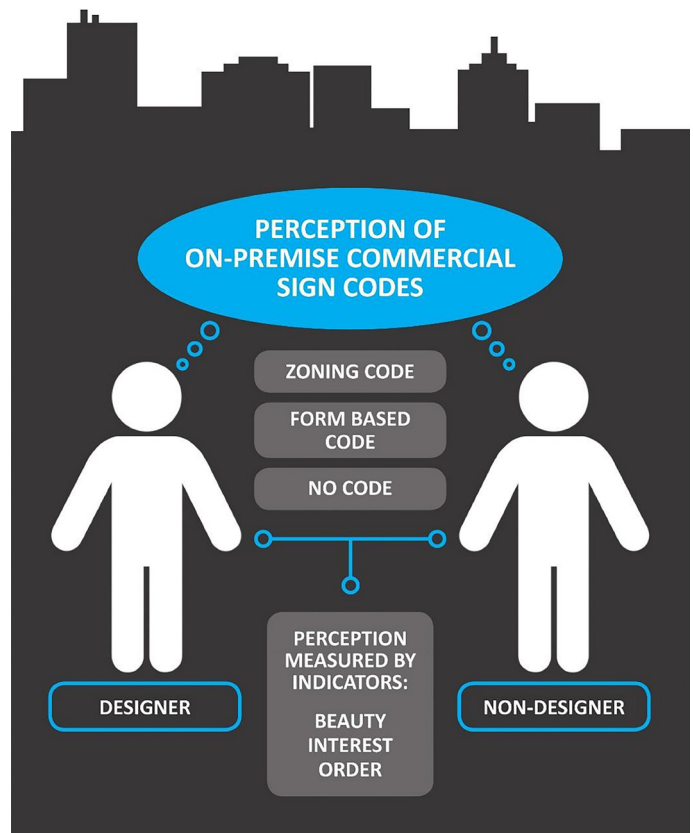 PERCEPTION OF
ON-PREMISE COMMERCIAL
SIGN CODES
ZONING CODE
FORM BASED
CODE
NO CODE
PERCEPTION
MEASURED BY
INDICATORS:
BEAUTY
INTEREST
ORDER
DESIGNER
NON-DESIGNER